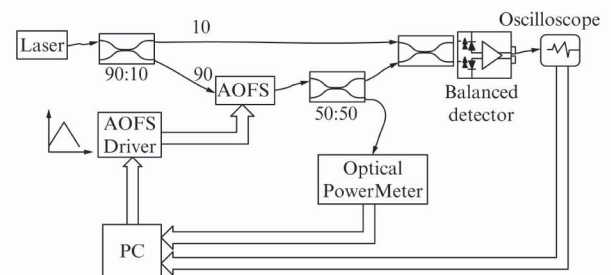 Oscilloscope
10
Laser
90:10
90
AOFS
50:50
Balanced
detector
AOFS
Driver
Optical
PowerMeter
PC